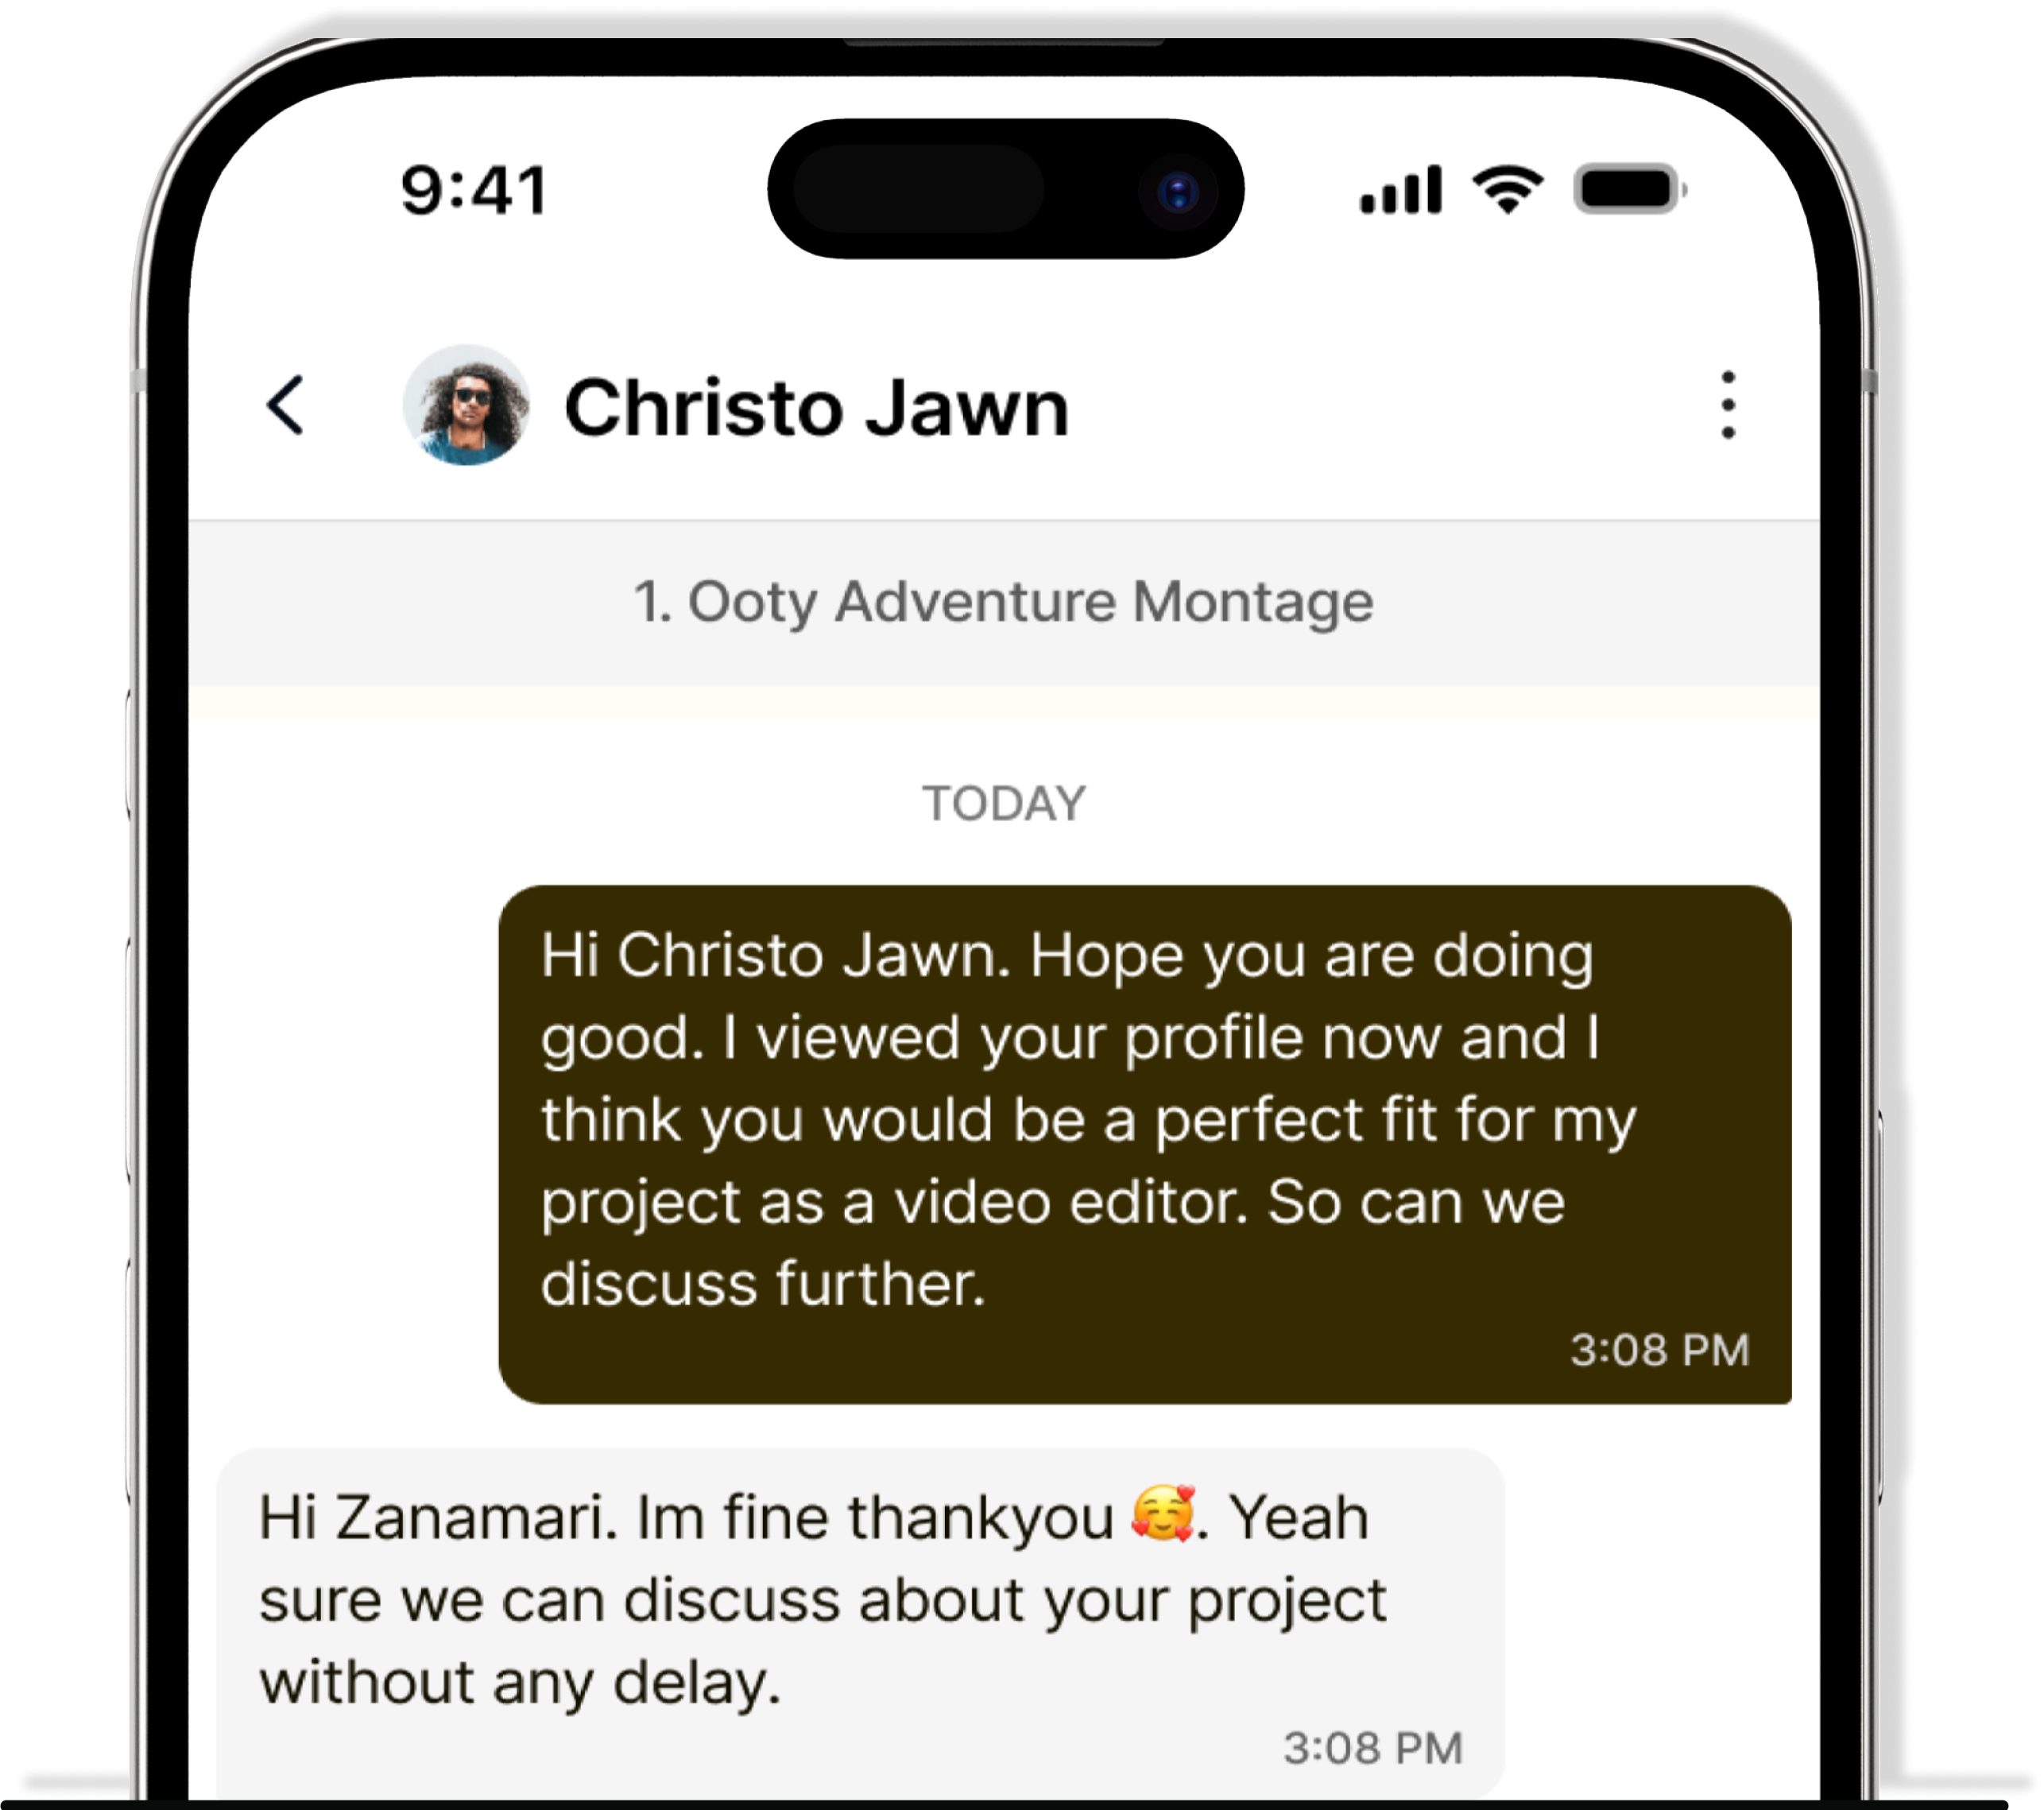 9:41
Christo Jawn
1. Ooty Adventure Montage
TODAY
Hi Christo Jawn. Hope you are doing
good. I viewed your profile now and I
think you would be a perfect fit for my
project as a video editor. So can we
discuss further.
3:08 PM
Hi Zanamari. Im fine thankyou 🥰. Yeah
sure we can discuss about your project
without any delay.
3:08 PM